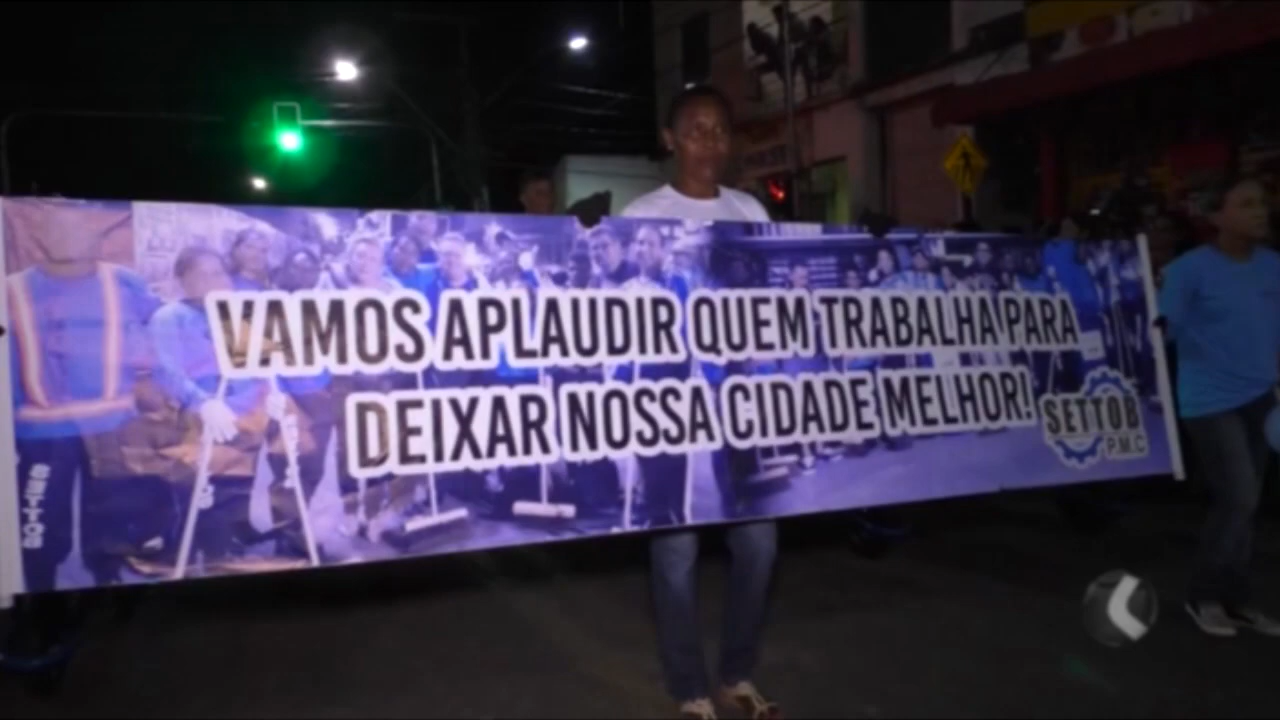 VAMOS APLAUDIR QUEM TRABALHA PARA
DEIXAR NOSSA CIDADE MELHOR!
SETTOB
P.M.C